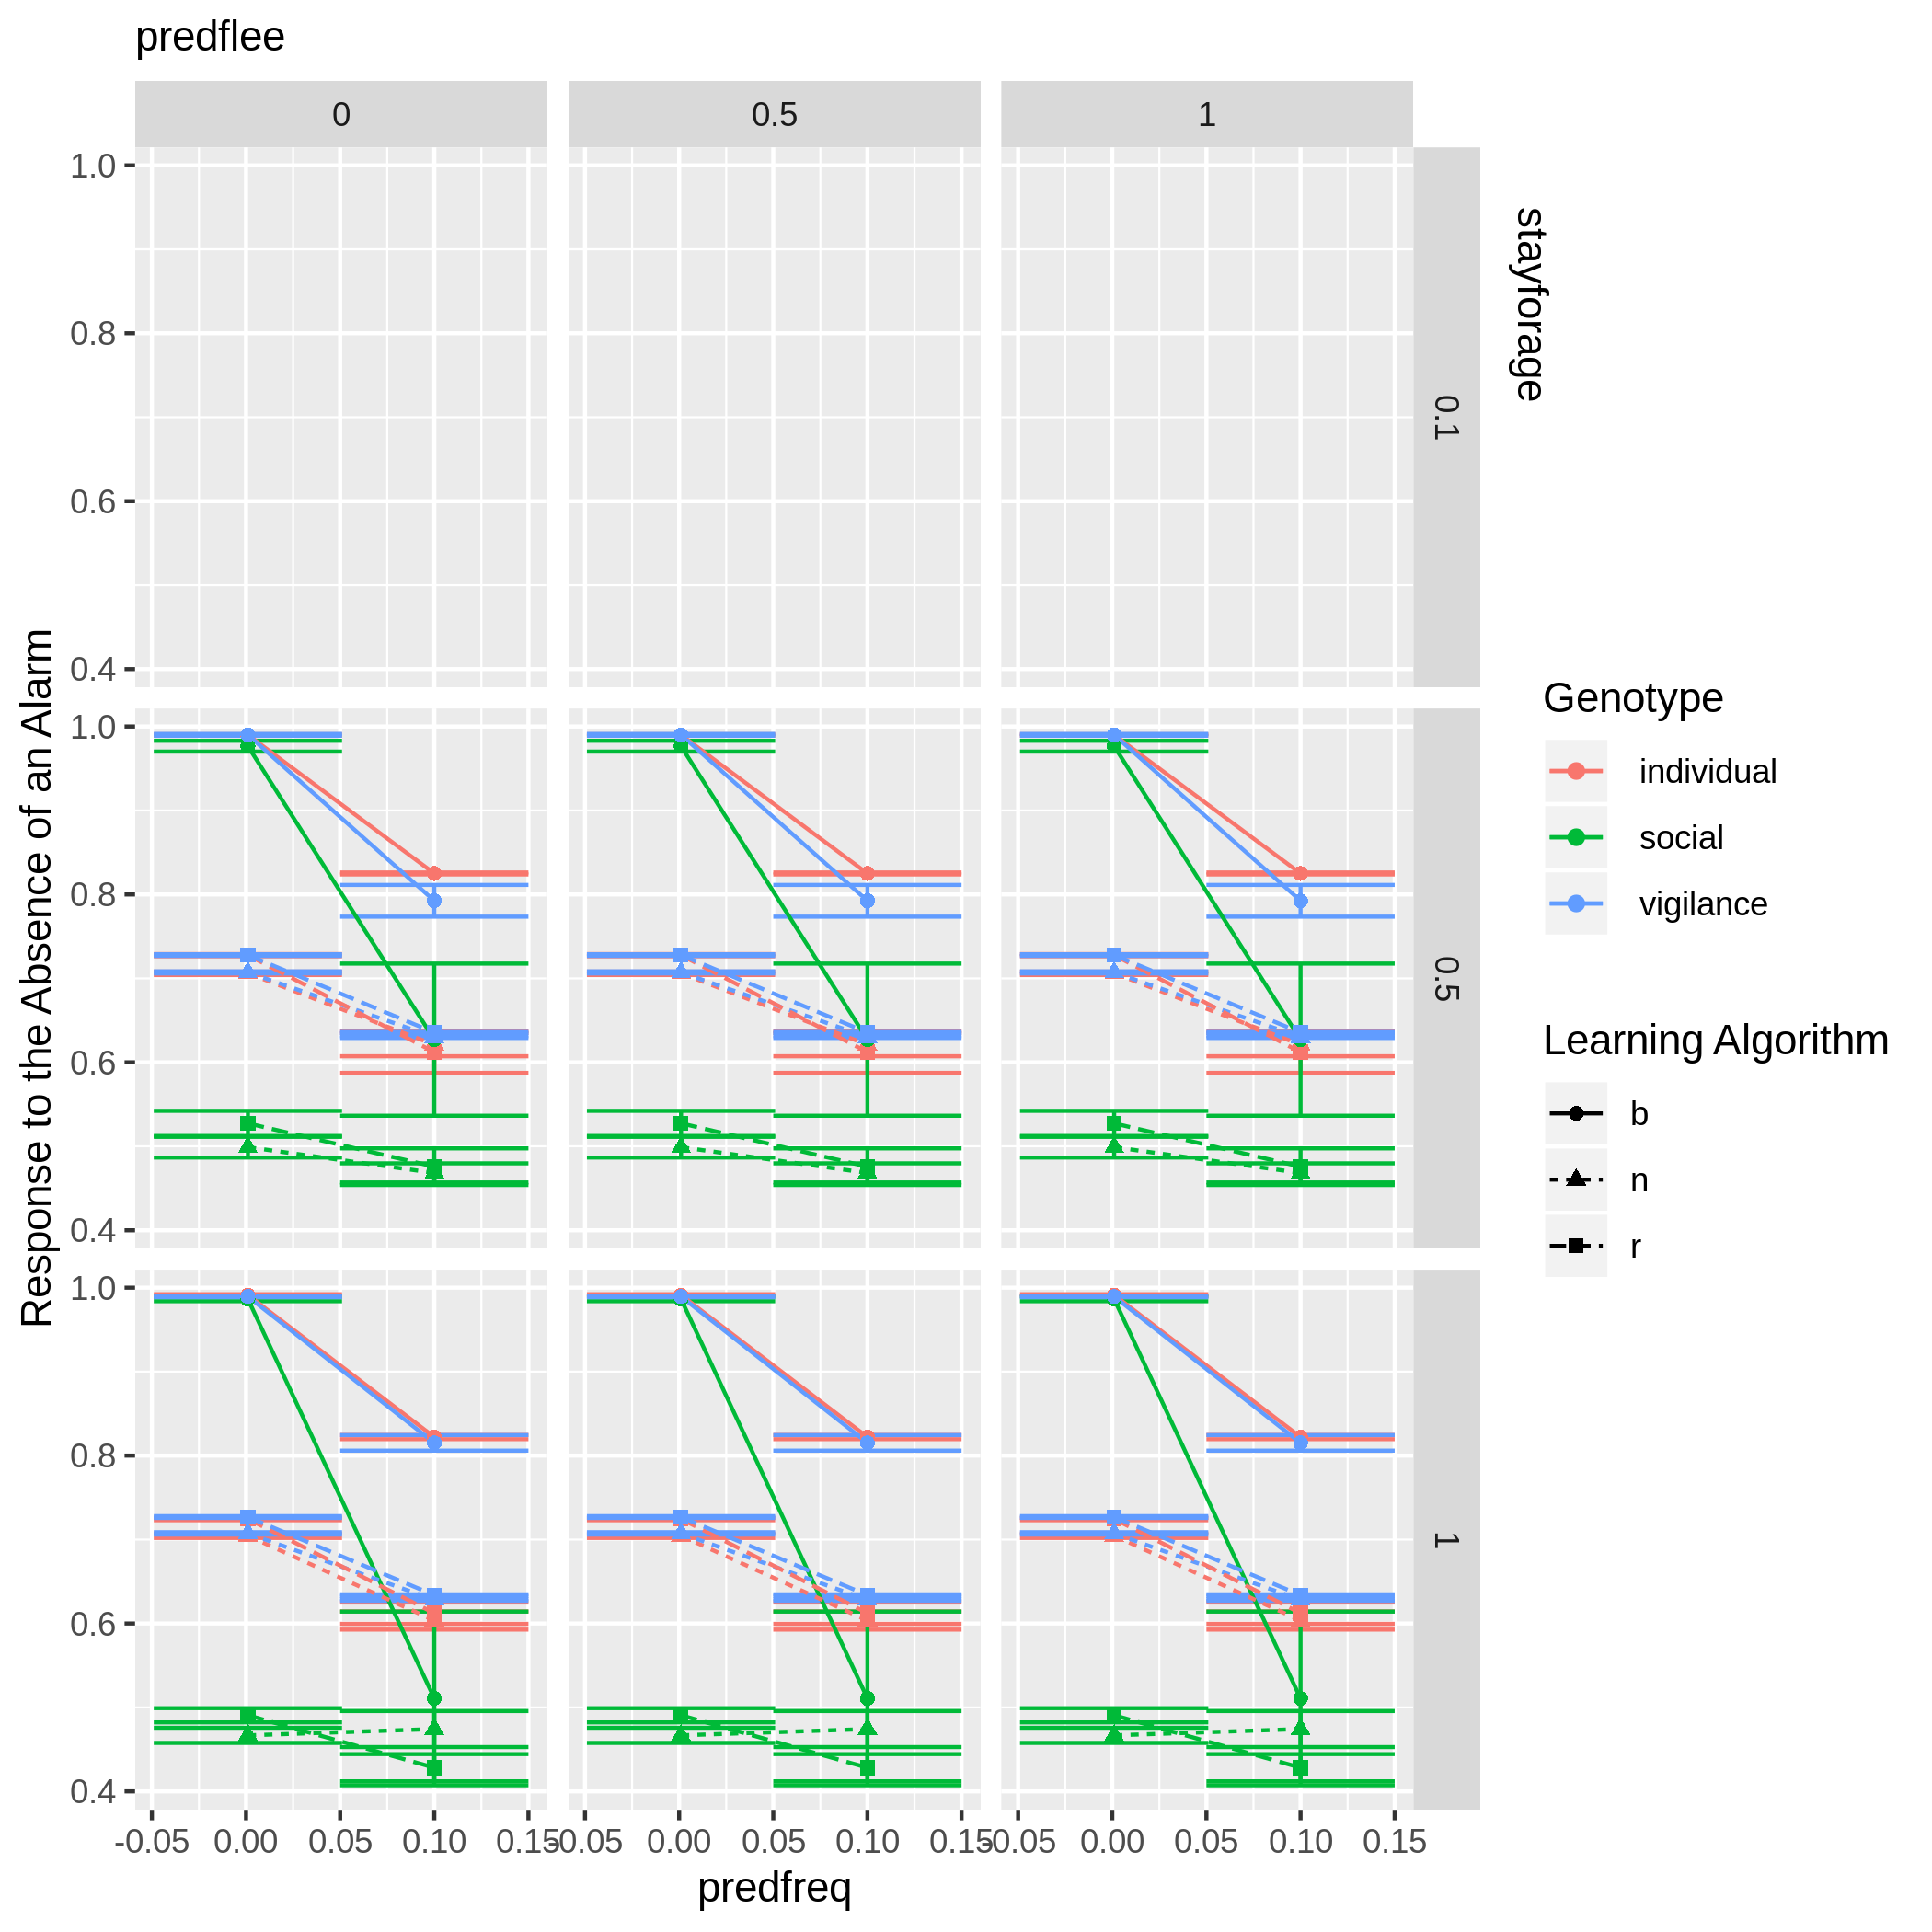 predflee
0
0.5
1
stayforage
1.0
0.8
0.6
0.4
0.1
1.0
0.8
0.6
0.4
0.5
1.0
0.8
0.6
0.4
1
Response to the Absence of an Alarm
-0.05 0.00 0.05 0.10 0.15
-0.05 0.00 0.05 0.10 0.15
-0.05 0.00 0.05 0.10 0.15
predfreq
Genotype
individual
social
vigilance
Learning Algorithm
b
n
r